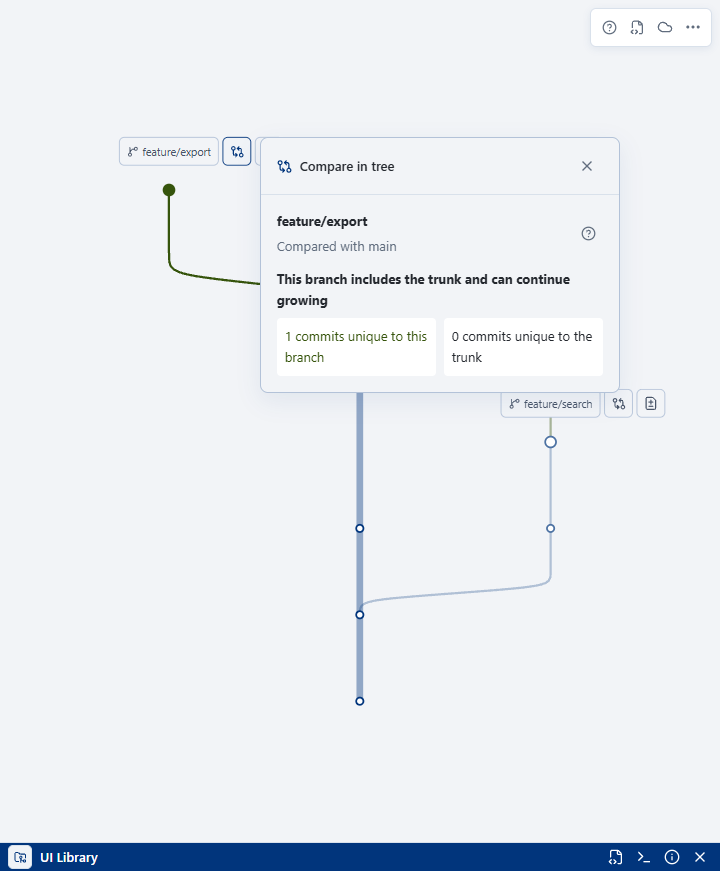 feature/export
Compare in tree
feature/export
Compared with main
This branch includes the trunk and can continue
growing
1 commits unique to this
branch
0 commits unique to the
trunk
feature/search
UI Library